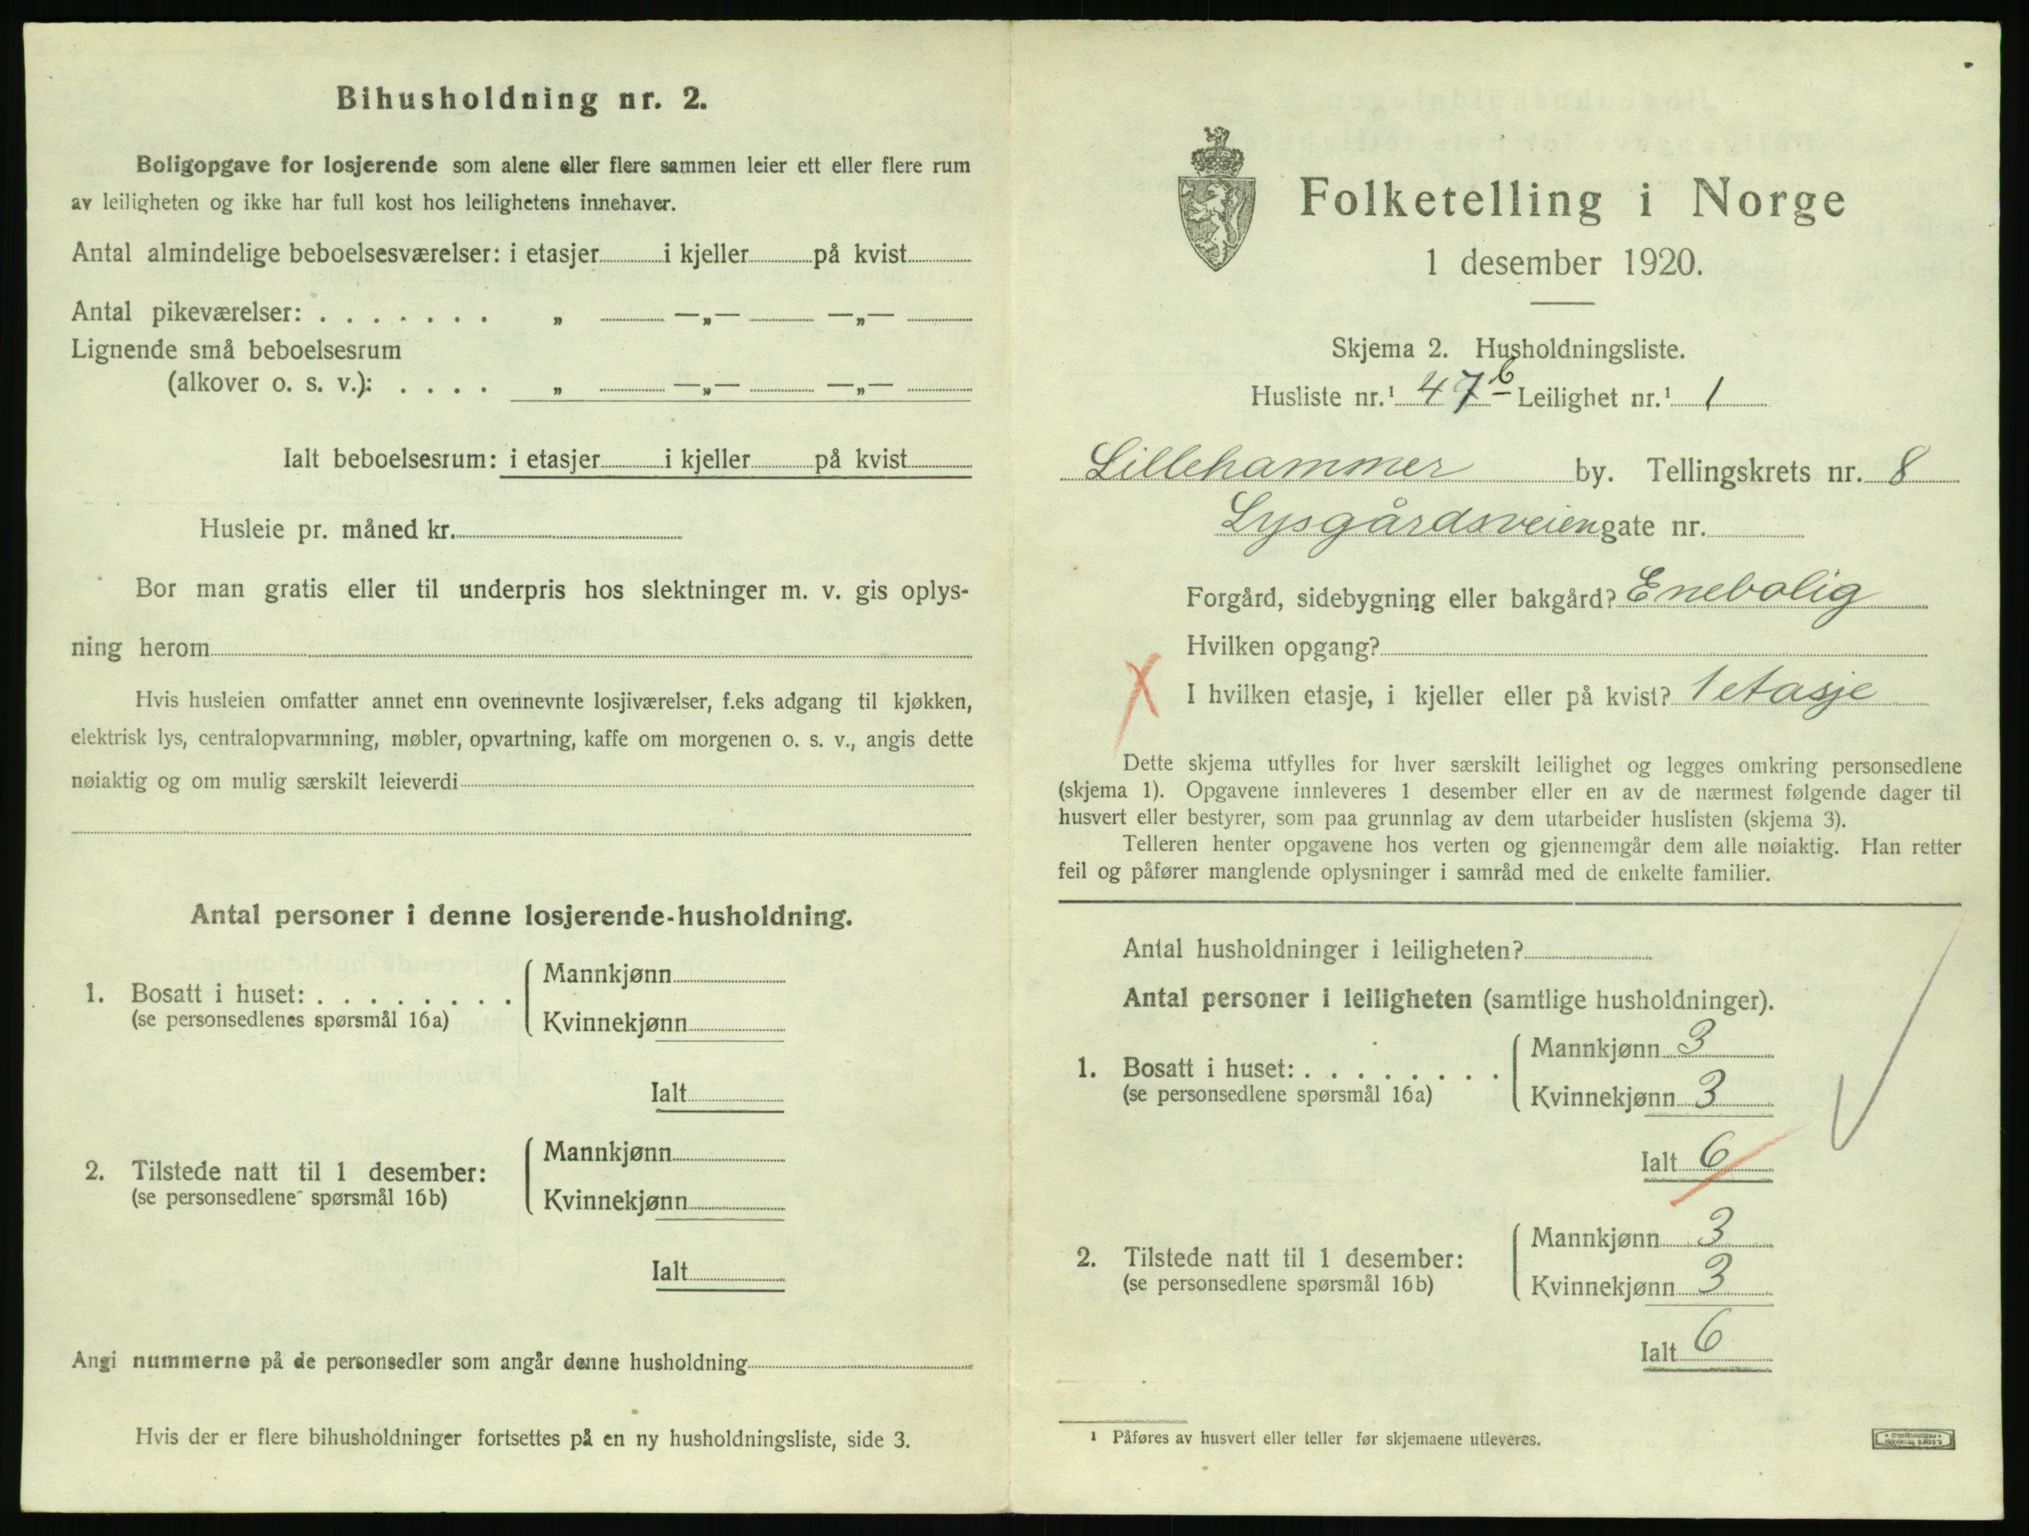 Bihusholdning nr. 2.
Boligopgave for losjerende som alene eller flere sammen leier ett eller flere rum
av leiligheten og ikke har full kost hos leilighetens innehaver.
Antal almindelige beboelsesværelser: i etasjer i kjeller på kvist
Antal pikeværelser: . . . . . . . „ —„— —„—
Lignende små beboelsesrum
(alkover o. s. v.): . . . . „ —„— —„—
Ialt beboelsesrum: i etasjer i kjeller på kvist
Husleie pr. måned kr.
Bor man gratis eller til underpris hos slektninger m. v. gis oplys-
ning herom
Hvis husleien omfatter annet enn ovennevnte losjiværelser, f.eks adgang til kjøkken,
elektrisk lys, centralopvarmning, møbler, opvartning, kaffe om morgenen o. s. v., angis dette
nøiaktig og om mulig særskilt leieverdi
Antal personer i denne losjerende-husholdning.
Mannkjønn
1. Bosatt i huset: . . . . . . . .
(se personsedlenes spørsmål 16a)
Kvinnekjønn
Ialt
Mannkjønn
2. Tilstede natt til 1 desember:
(se personsedlene spørsmål 16b)
Kvinnekjønn
Ialt
Angi nummerne på de personsedler som angår denne husholdning
Hvis der er flere bihusholdninger fortsettes på en ny husholdningsliste, side 3.
Folketelling i Norge
1 desember 1920.
Skjema 2. Husholdningsliste.
Husliste nr.¹ 47b Leilighet nr.¹ 1
Lillehammer by. Tellingskrets nr. 8
Lysgårdsveien gate nr.
Forgård, sidebygning eller bakgård? Enebolig
Hvilken opgang?
I hvilken etasje, i kjeller eller på kvist? 1 etasje
Dette skjema utfylles for hver særskilt leilighet og legges omkring personsedlene
(skjema 1). Opgavene innleveres 1 desember eller en av de nærmest følgende dager til
husvert eller bestyrer, som paa grunnlag av dem utarbeider huslisten (skjema 3).
Telleren henter opgavene hos verten og gjennemgår dem alle nøiaktig. Han retter
feil og påfører manglende oplysninger i samråd med de enkelte familier.
Antal husholdninger i leiligheten?
Antal personer i leiligheten (samtlige husholdninger).
Mannkjønn 3
1. Bosatt i huset: . . . . . . . .
(se personsedlene spørsmål 16a)
Kvinnekjønn 3
Ialt 6
Mannkjønn 3
2. Tilstede natt til 1 desember:
(se personsedlene spørsmål 16b)
Kvinnekjønn 3
Ialt 6
¹ Påføres av husvert eller teller før skjemaene utleveres.